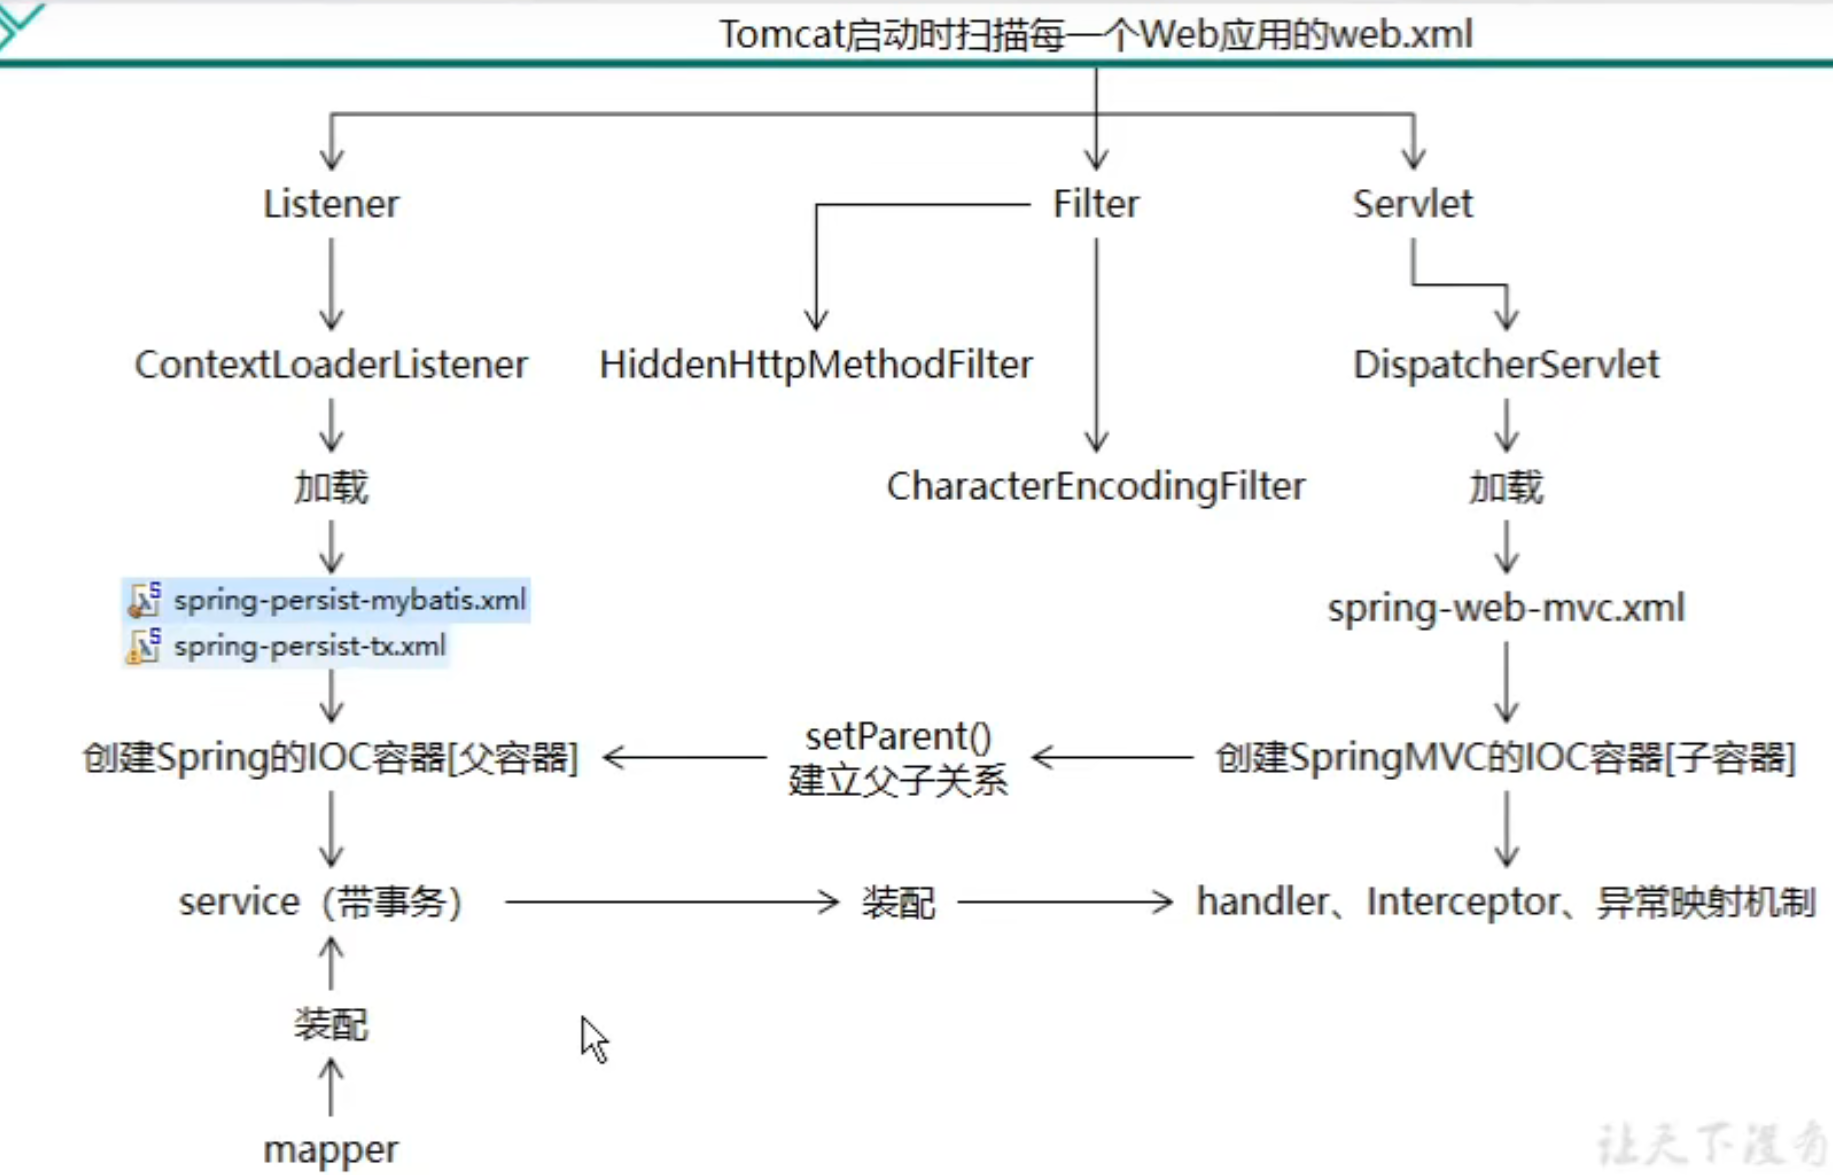 Tomcat启动时扫描每一个Web应用的web.xml
Listener
Filter
Servlet
ContextLoaderListener
HiddenHttpMethodFilter
DispatcherServlet
加载
CharacterEncodingFilter
加载
spring-persist-mybatis.xml
spring-persist-tx.xml
spring-web-mvc.xml
创建Spring的IOC容器[父容器]
setParent()
建立父子关系
创建SpringMVC的IOC容器[子容器]
service（带事务）
装配
handler、Interceptor、异常映射机制
装配
mapper
让天下没有